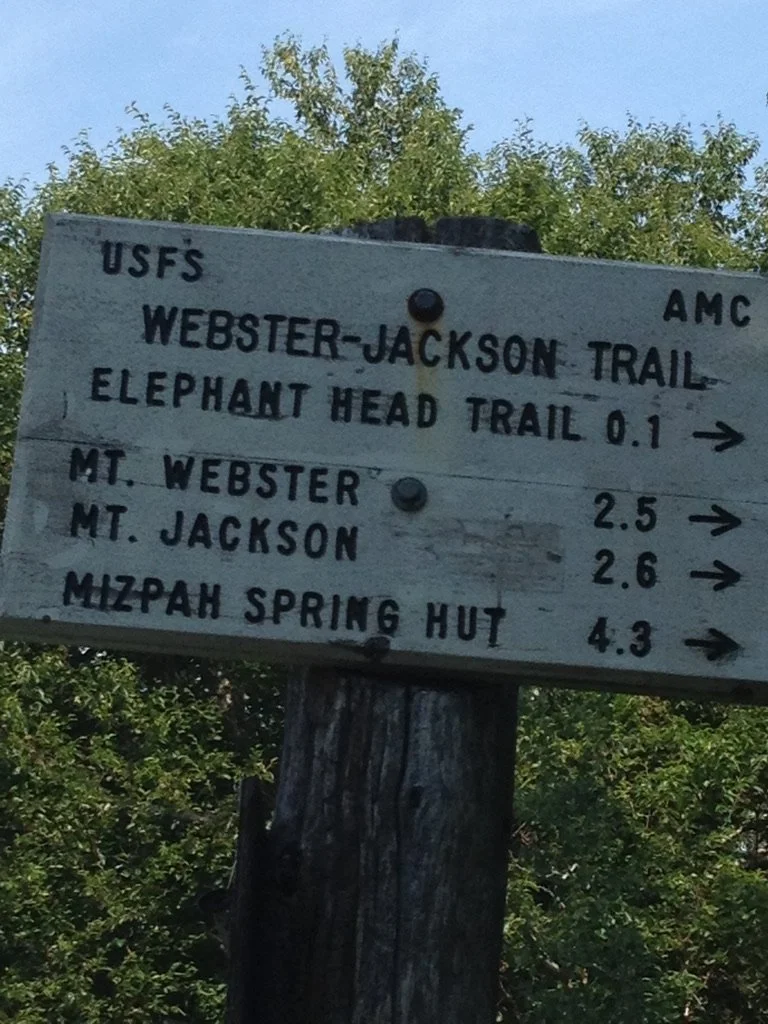 USFS
AMC
WEBSTER-JACKSON TRAIL
ELEPHANT HEAD TRAIL 0.1 →
MT. WEBSTER 2.5 →
MT. JACKSON 2.6 →
MIZPAH SPRING HUT 4.3 →